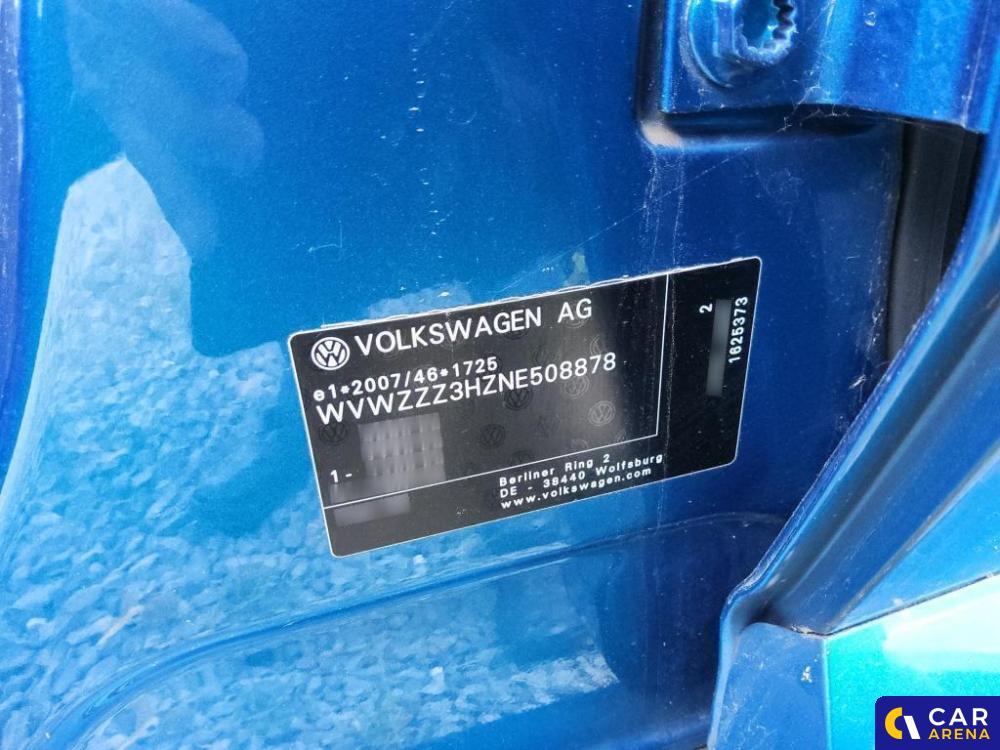 VOLKSWAGEN AG
e1*2007/46*1725
WVWZZZ3HZNE508878
1-
Berliner Ring 2
DE - 38440 Wolfsburg
www.volkswagen.com
2
1625373
CAR
ARENA